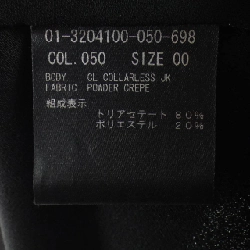 01-3204100-050-698
COL.050 SIZE 00
BODY CL COLLARLESS JK
FABRIC POWDER CREPE
組成表示
トリアセテート 80%
ポリエステル 20%